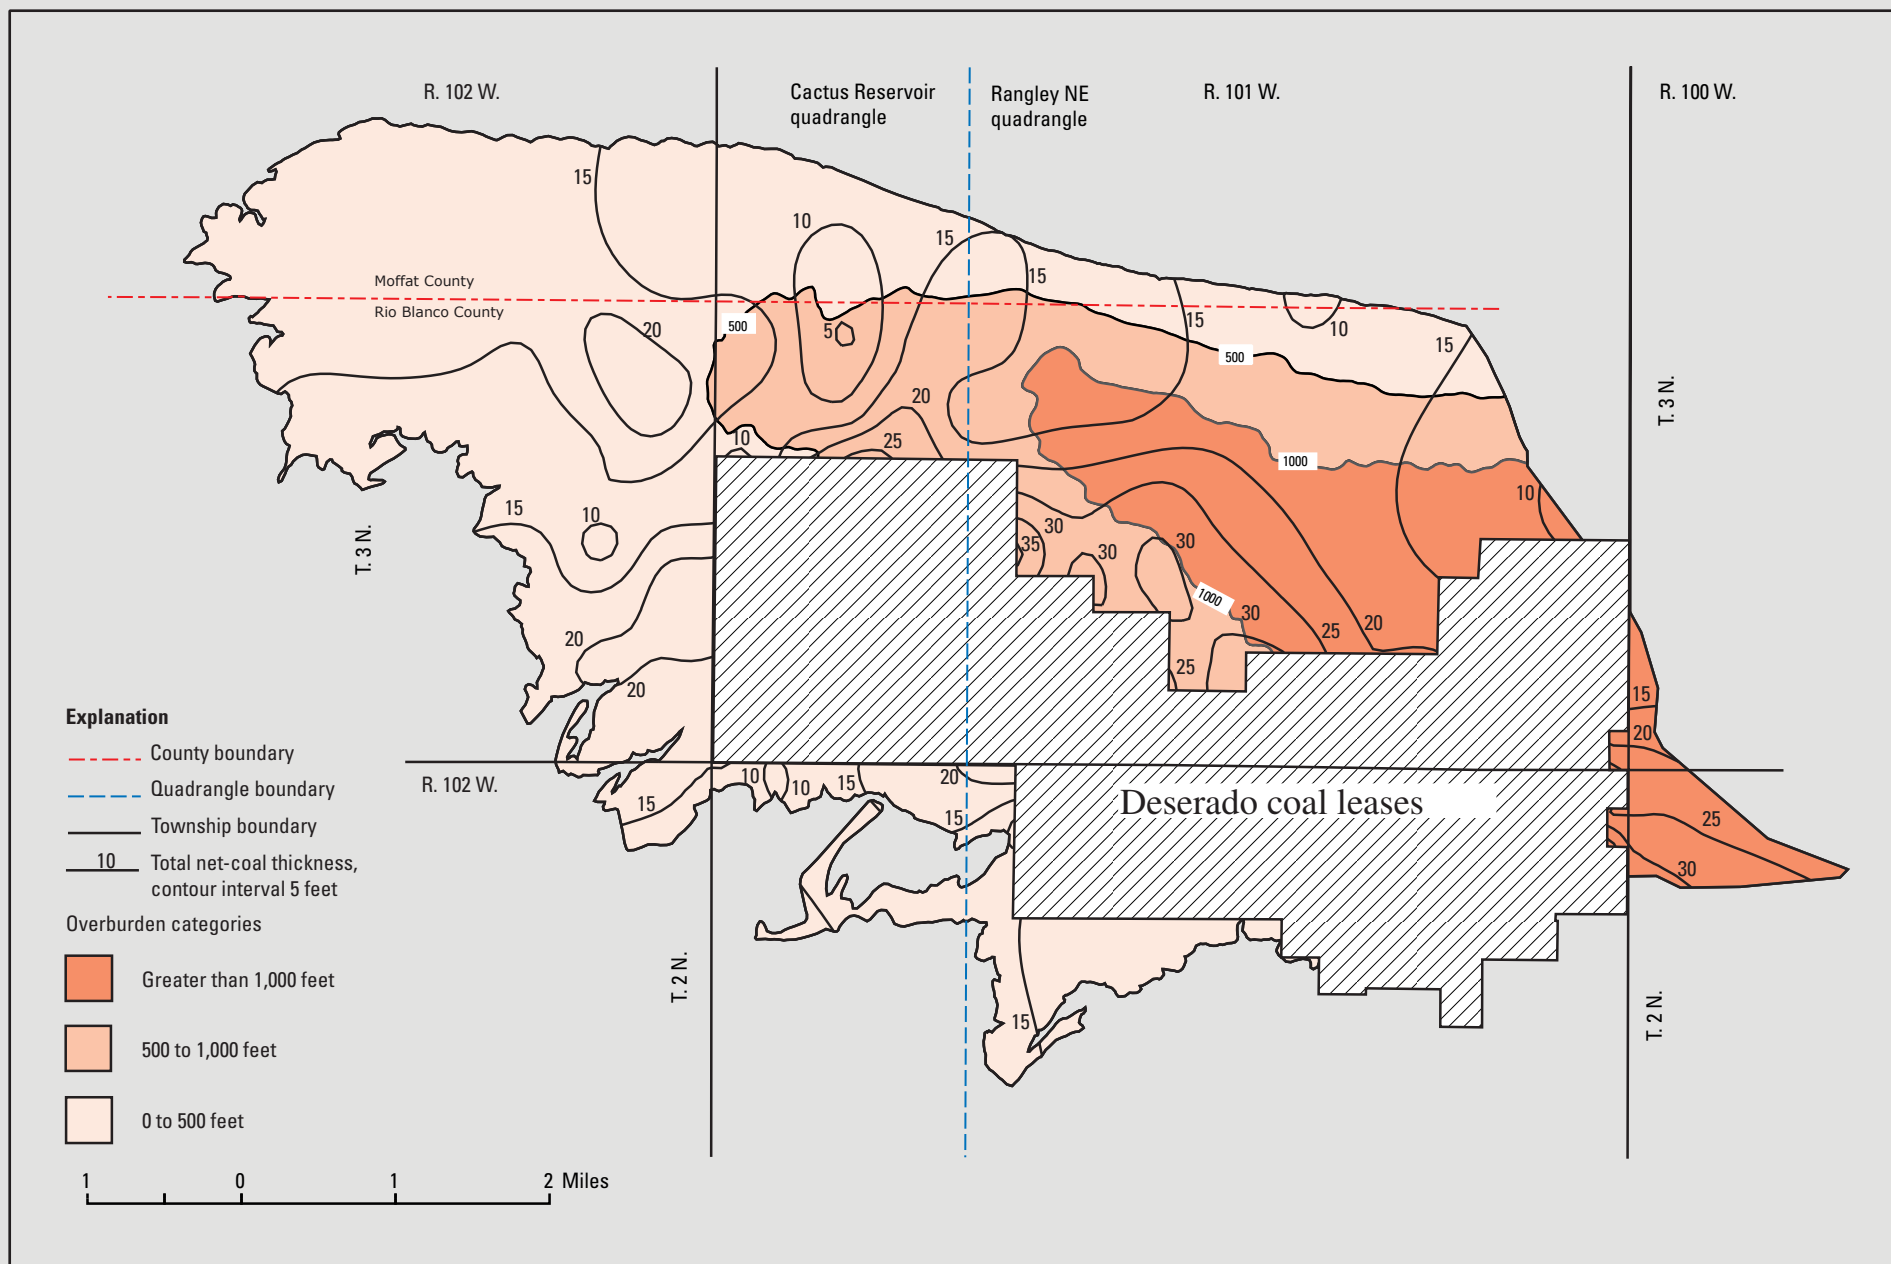 R. 102 W.
Cactus Reservoir
quadrangle
Rangley NE
quadrangle
R. 101 W.
R. 100 W.
15
10
15
15
Moffat County
Rio Blanco County
20
500
5
15
10
500
15
T. 3 N.
20
10
25
1000
10
15
10
T. 3 N.
30
35
30
30
1000
30
25
20
20
25
20
15
20
Explanation
County boundary
Quadrangle boundary
Township boundary
10
Total net-coal thickness,
contour interval 5 feet
Overburden categories
Greater than 1,000 feet
500 to 1,000 feet
0 to 500 feet
R. 102 W.
15
10
10
15
20
15
Deserado coal leases
25
30
T. 2 N.
15
T. 2 N.
1 0 1 2 Miles